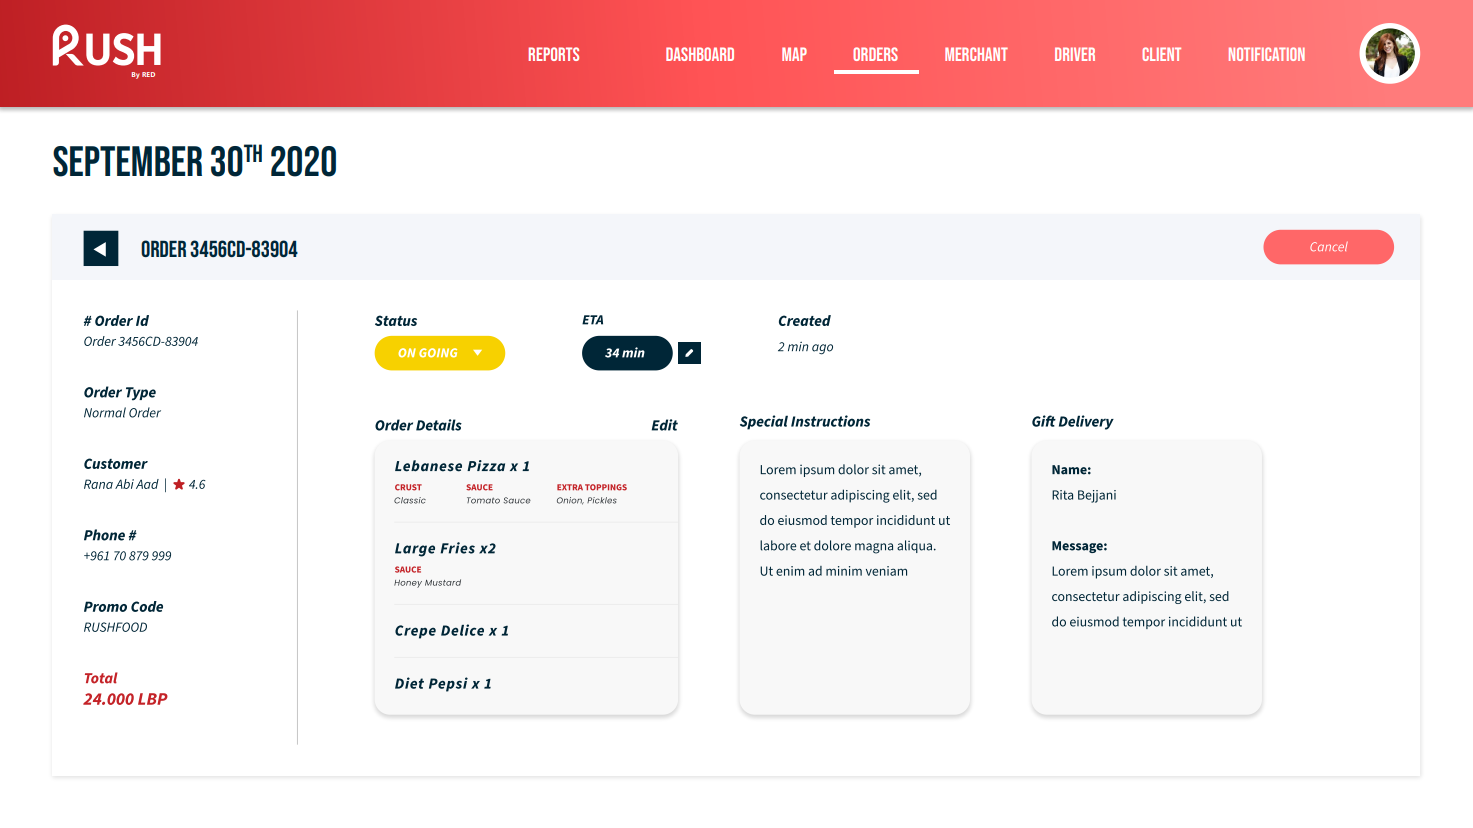 RUSH
By RED
REPORTS DASHBOARD MAP ORDERS MERCHANT DRIVER CLIENT NOTIFICATION
SEPTEMBER 30TH 2020
ORDER 3456CD-83904
Cancel
# Order Id
Order 3456CD-83904
Order Type
Normal Order
Customer
Rana Abi Aad | ★ 4.6
Phone #
+961 70 879 999
Promo Code
RUSHFOOD
Total
24.000 LBP
Status
ON GOING
ETA
34 min
Created
2 min ago
Order Details Edit
Lebanese Pizza x 1
CRUST SAUCE EXTRA TOPPINGS
Classic Tomato Sauce Onion, Pickles
Large Fries x2
SAUCE
Honey Mustard
Crepe Delice x 1
Diet Pepsi x 1
Special Instructions
Lorem ipsum dolor sit amet,
consectetur adipiscing elit, sed
do eiusmod tempor incididunt ut
labore et dolore magna aliqua.
Ut enim ad minim veniam
Gift Delivery
Name:
Rita Bejjani
Message:
Lorem ipsum dolor sit amet,
consectetur adipiscing elit, sed
do eiusmod tempor incididunt ut